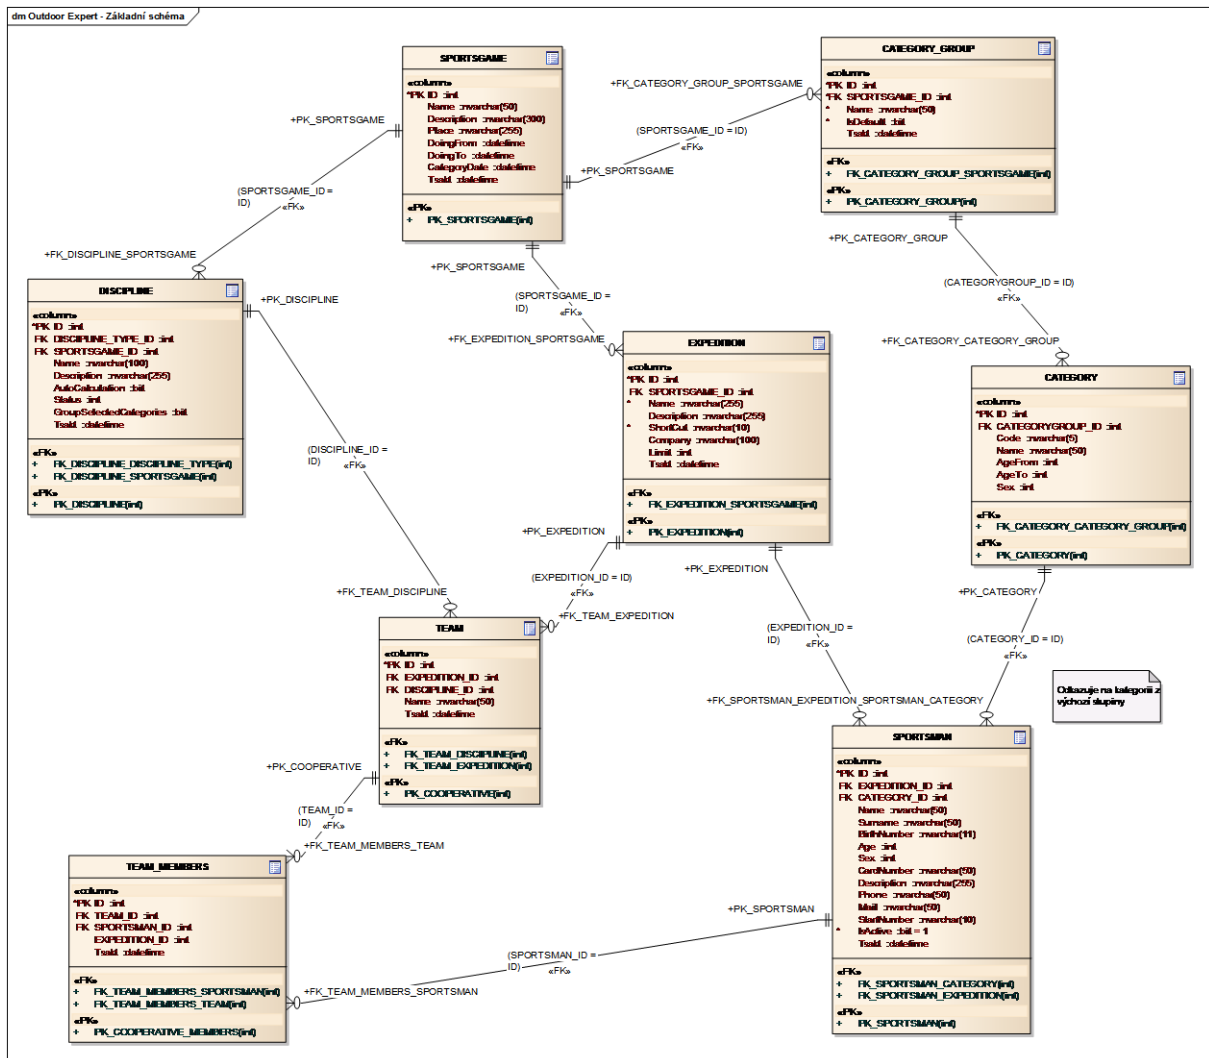 dm Outdoor Expert - Základní schéma
SPORTSGAME
«column»
*PK ID :int
Name :nvarchar(50)
Description :nvarchar(300)
Place :nvarchar(255)
DoingFrom :datetime
DoingTo :datetime
CategoryDate :datetime
TsaM :datetime
«PK»
+ PK_SPORTSGAME(int)
CATEGORY_GROUP
«column»
*PK ID :int
*FK SPORTSGAME_ID :int
* Name :nvarchar(50)
* IsDefault :bit
TsaM :datetime
«FK»
+ FK_CATEGORY_GROUP_SPORTSGAME(int)
«PK»
+ PK_CATEGORY_GROUP(int)
+FK_CATEGORY_GROUP_SPORTSGAME
(SPORTSGAME_ID = ID)
«FK»
+PK_SPORTSGAME
+PK_SPORTSGAME
(SPORTSGAME_ID =
ID)
«FK»
+FK_DISCIPLINE_SPORTSGAME
+PK_SPORTSGAME
(SPORTSGAME_ID =
ID)
«FK»
+FK_EXPEDITION_SPORTSGAME
+PK_CATEGORY_GROUP
(CATEGORYGROUP_ID = ID)
«FK»
+FK_CATEGORY_CATEGORY_GROUP
DISCIPLINE
«column»
*PK ID :int
FK DISCIPLINE_TYPE_ID :int
FK SPORTSGAME_ID :int
Name :nvarchar(100)
Description :nvarchar(255)
AutoCalculation :bit
Status :int
GroupSelectedCategories :bit
TsaM :datetime
«FK»
+ FK_DISCIPLINE_DISCIPLINE_TYPE(int)
+ FK_DISCIPLINE_SPORTSGAME(int)
«PK»
+ PK_DISCIPLINE(int)
+PK_DISCIPLINE
(DISCIPLINE_ID =
ID)
«FK»
+FK_TEAM_DISCIPLINE
EXPEDITION
«column»
*PK ID :int
FK SPORTSGAME_ID :int
* Name :nvarchar(255)
Description :nvarchar(255)
* ShortCut :nvarchar(10)
Company :nvarchar(100)
Limit :int
TsaM :datetime
«FK»
+ FK_EXPEDITION_SPORTSGAME(int)
«PK»
+ PK_EXPEDITION(int)
CATEGORY
«column»
*PK ID :int
FK CATEGORYGROUP_ID :int
Code :nvarchar(5)
Name :nvarchar(50)
AgeFrom :int
AgeTo :int
Sex :int
«FK»
+ FK_CATEGORY_CATEGORY_GROUP(int)
«PK»
+ PK_CATEGORY(int)
+PK_EXPEDITION
(EXPEDITION_ID = ID)
«FK»
+FK_TEAM_EXPEDITION
+PK_EXPEDITION
(EXPEDITION_ID =
ID)
«FK»
+FK_SPORTSMAN_EXPEDITION
+PK_CATEGORY
(CATEGORY_ID = ID)
«FK»
_SPORTSMAN_CATEGORY
Odkazuje na kategorii z
výchozí skupiny
TEAM
«column»
*PK ID :int
FK EXPEDITION_ID :int
FK DISCIPLINE_ID :int
Name :nvarchar(50)
TsaM :datetime
«FK»
+ FK_TEAM_DISCIPLINE(int)
+ FK_TEAM_EXPEDITION(int)
«PK»
+ PK_COOPERATIVE(int)
+PK_COOPERATIVE
(TEAM_ID =
ID)
«FK»
+FK_TEAM_MEMBERS_TEAM
SPORTSMAN
«column»
*PK ID :int
FK EXPEDITION_ID :int
FK CATEGORY_ID :int
Name :nvarchar(50)
Surname :nvarchar(50)
BirthNumber :nvarchar(11)
Age :int
Sex :int
CardNumber :nvarchar(50)
Description :nvarchar(255)
Phone :nvarchar(50)
Mail :nvarchar(50)
StartNumber :nvarchar(10)
* IsActive :bit = 1
TsaM :datetime
«FK»
+ FK_SPORTSMAN_CATEGORY(int)
+ FK_SPORTSMAN_EXPEDITION(int)
«PK»
+ PK_SPORTSMAN(int)
TEAM_MEMBERS
«column»
*PK ID :int
FK TEAM_ID :int
FK SPORTSMAN_ID :int
EXPEDITION_ID :int
TsaM :datetime
«FK»
+ FK_TEAM_MEMBERS_SPORTSMAN(int)
+ FK_TEAM_MEMBERS_TEAM(int)
«PK»
+ PK_COOPERATIVE_MEMBERS(int)
+PK_SPORTSMAN
(SPORTSMAN_ID =
ID)
«FK»
+FK_TEAM_MEMBERS_SPORTSMAN